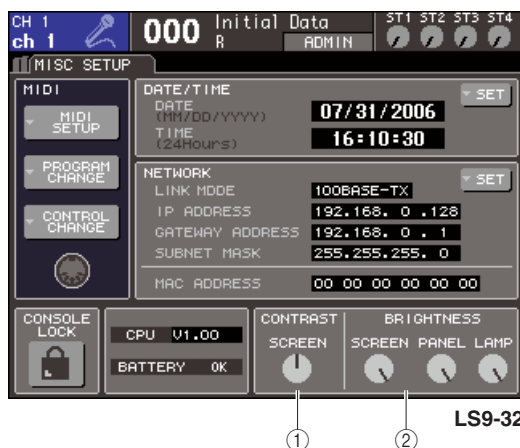 CH 1
ch 1
000
Initial Data
R
ADMIN
ST1 ST2 ST3 ST4
MISC SETUP
MIDI
MIDI
SETUP
PROGRAM
CHANGE
CONTROL
CHANGE
DATE/TIME
SET
DATE
(MM/DD/YYYY)
07/31/2006
TIME
(24Hours)
16:10:30
NETWORK
SET
LINK MODE 100BASE-TX
IP ADDRESS 192.168. 0 .128
GATEWAY ADDRESS 192.168. 0 . 1
SUBNET MASK 255.255.255. 0
MAC ADDRESS 00 00 00 00 00 00
CONSOLE
LOCK
CPU V1.00
BATTERY OK
CONTRAST
SCREEN
BRIGHTNESS
SCREEN PANEL LAMP
LS9-32
① ②